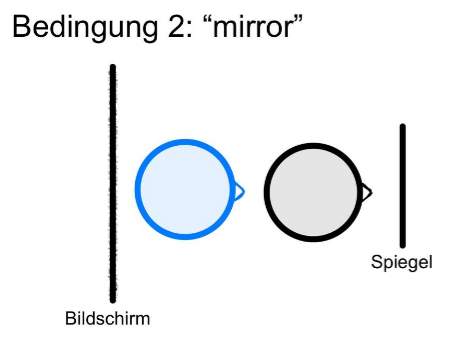 Bedingung 2: “mirror”
Spiegel
Bildschirm